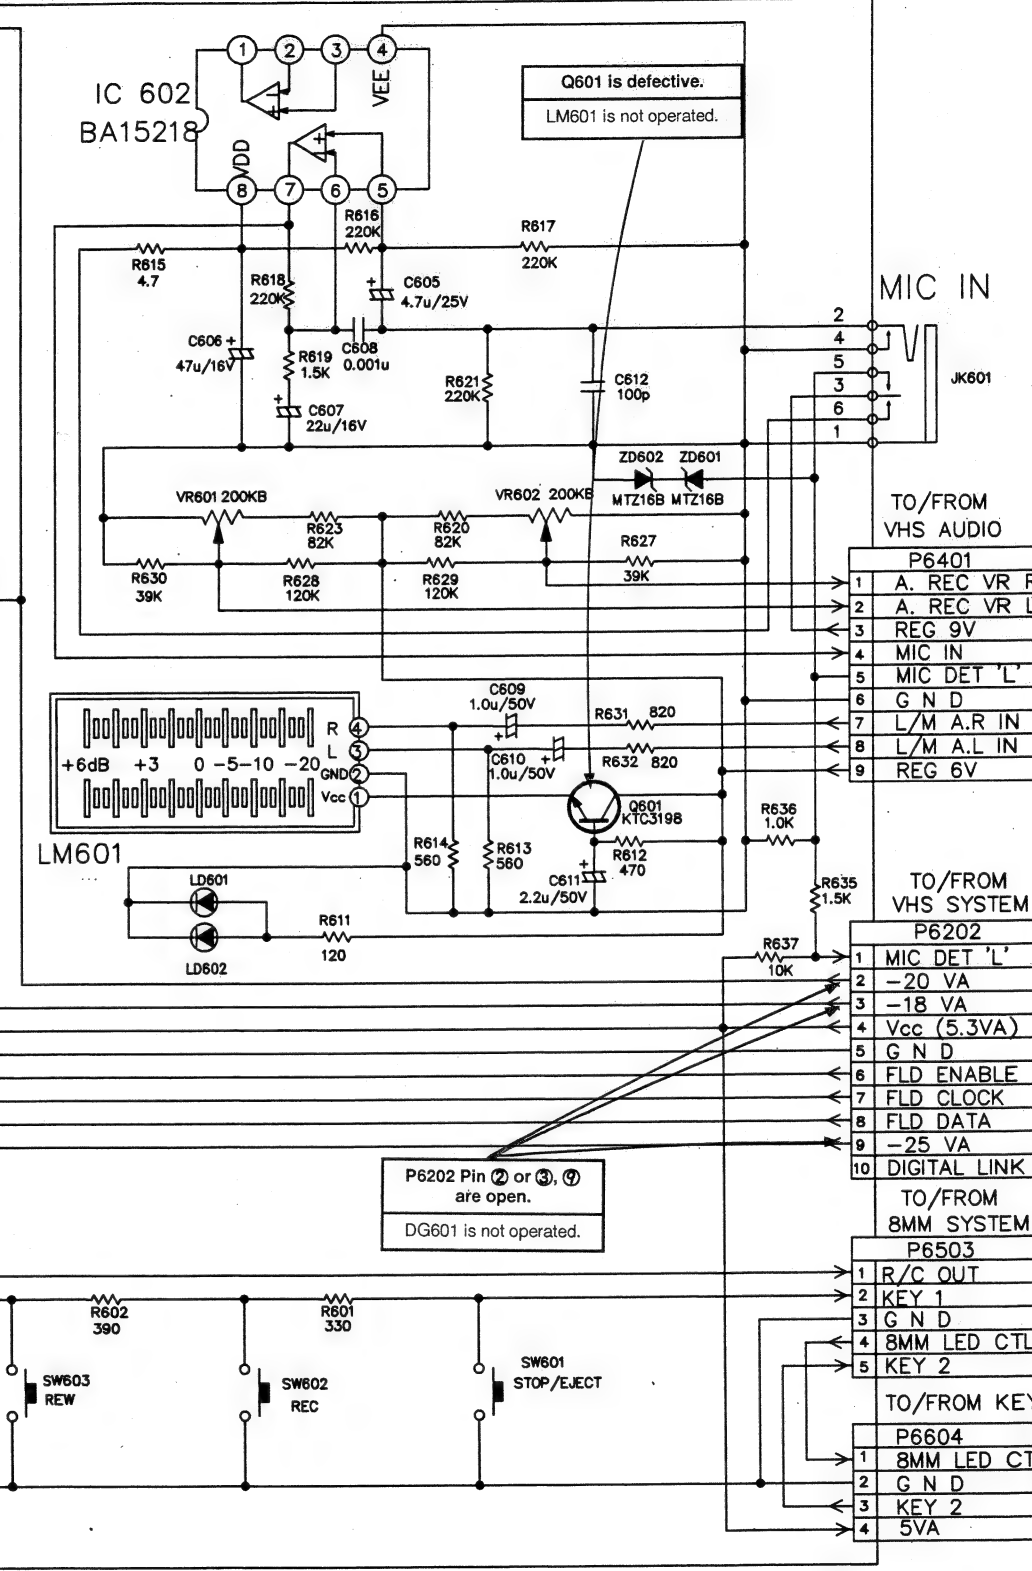 1 2 3 4
VEE
IC 602
BA15218
VDD
8 7 6 5
Q601 is defective.
LM601 is not operated.
R615
4.7
R616
220K
R617
220K
R618
220K
C605
4.7u/25V
C606
47u/16V
R619
1.5K
C608
0.001u
C607
22u/16V
R621
220K
C612
100p
MIC IN
2
4
5
3
6
1
JK601
ZD602 ZD601
MTZ16B MTZ16B
VR601 200KB
R623
82K
R620
82K
VR602 200KB
R630
39K
R628
120K
R629
120K
R627
39K
TO/FROM
VHS AUDIO
P6401
1 A. REC VR R
2 A. REC VR L
3 REG 9V
4 MIC IN
5 MIC DET 'L'
6 G N D
7 L/M A.R IN
8 L/M A.L IN
9 REG 6V
C609
1.0u/50V
R631 820
C610
1.0u/50V
R632 820
R 4
L 3
GND 2
Vcc 1
+6dB +3 0 -5-10 -20
LM601
Q601
KTC3198
R614
560
R613
560
R612
470
C611
2.2u/50V
R636
1.0K
R635
1.5K
LD601
LD602
R611
120
R637
10K
TO/FROM
VHS SYSTEM
P6202
1 MIC DET 'L'
2 -20 VA
3 -18 VA
4 Vcc (5.3VA)
5 G N D
6 FLD ENABLE
7 FLD CLOCK
8 FLD DATA
9 -25 VA
10 DIGITAL LINK
P6202 Pin ② or ③, ⑨
are open.
DG601 is not operated.
TO/FROM
8MM SYSTEM
P6503
1 R/C OUT
2 KEY 1
3 G N D
4 8MM LED CTL
5 KEY 2
R602
390
R601
330
SW603
REW
SW602
REC
SW601
STOP/EJECT
TO/FROM KEY
P6604
1 8MM LED CT
2 G N D
3 KEY 2
4 5VA